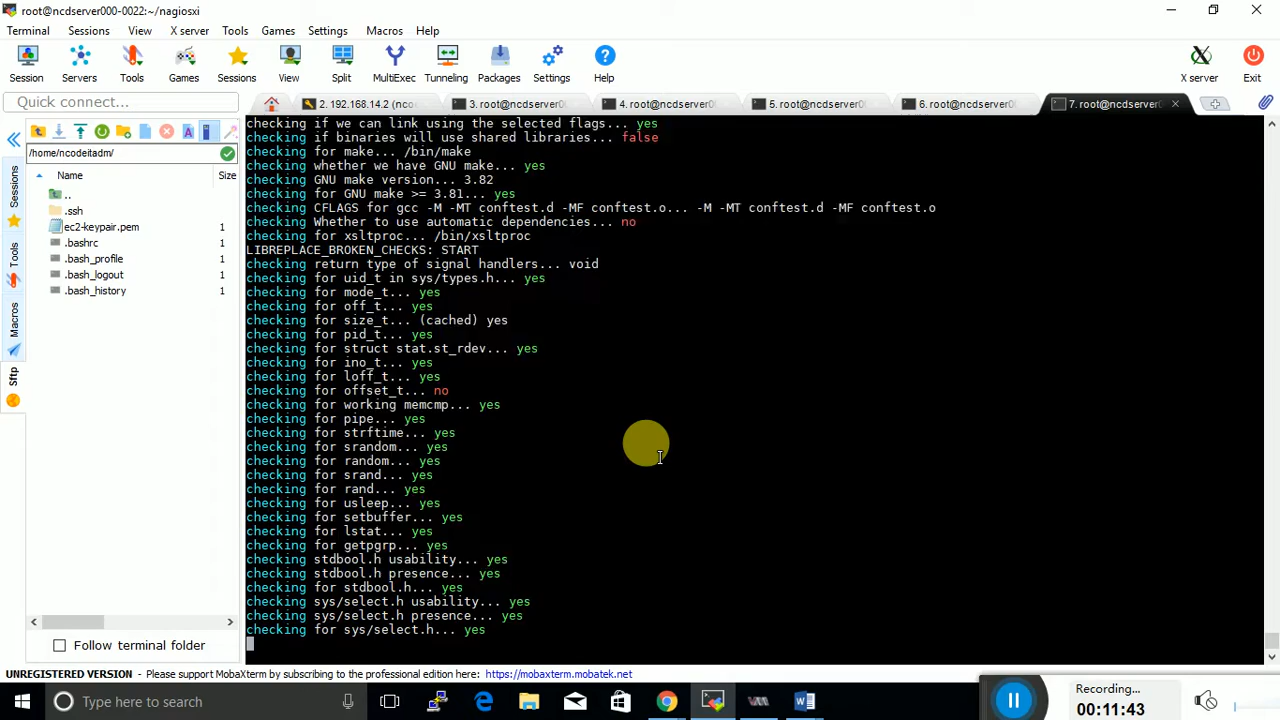 root@ncdserver000-0022:~/nagiosxi
Terminal Sessions View X server Tools Games Settings Macros Help
Session Servers Tools Games Sessions View Split MultiExec Tunneling Packages Settings Help X server Exit
Quick connect...
2. 192.168.14.2 (nco 3. root@ncdserver0 4. root@ncdserver00 5. root@ncdserver00 6. root@ncdserver00 7. root@ncdserver00
/home/ncodeitadm/
Name Size
..
.ssh
ec2-keypair.pem 1
.bashrc 1
.bash_profile 1
.bash_logout 1
.bash_history 1
Sessions
Tools
Macros
Sftp
Follow terminal folder
checking if we can link using the selected flags... yes
checking if binaries will use shared libraries... false
checking for make... /bin/make
checking whether we have GNU make... yes
checking GNU make version... 3.82
checking for GNU make >= 3.81... yes
checking CFLAGS for gcc -M -MT conftest.d -MF conftest.o... -M -MT conftest.d -MF conftest.o
checking Whether to use automatic dependencies... no
checking for xsltproc... /bin/xsltproc
LIBREPLACE_BROKEN_CHECKS: START
checking return type of signal handlers... void
checking for uid_t in sys/types.h... yes
checking for mode_t... yes
checking for off_t... yes
checking for size_t... (cached) yes
checking for pid_t... yes
checking for struct stat.st_rdev... yes
checking for ino_t... yes
checking for loff_t... yes
checking for offset_t... no
checking for working memcmp... yes
checking for pipe... yes
checking for strftime... yes
checking for srandom... yes
checking for random... yes
checking for srand... yes
checking for rand... yes
checking for usleep... yes
checking for setbuffer... yes
checking for lstat... yes
checking for getpgrp... yes
checking stdbool.h usability... yes
checking stdbool.h presence... yes
checking for stdbool.h... yes
checking sys/select.h usability... yes
checking sys/select.h presence... yes
checking for sys/select.h... yes
UNREGISTERED VERSION - Please support MobaXterm by subscribing to the professional edition here: https://mobaxterm.mobatek.net
Type here to search
Recording...
00:11:43